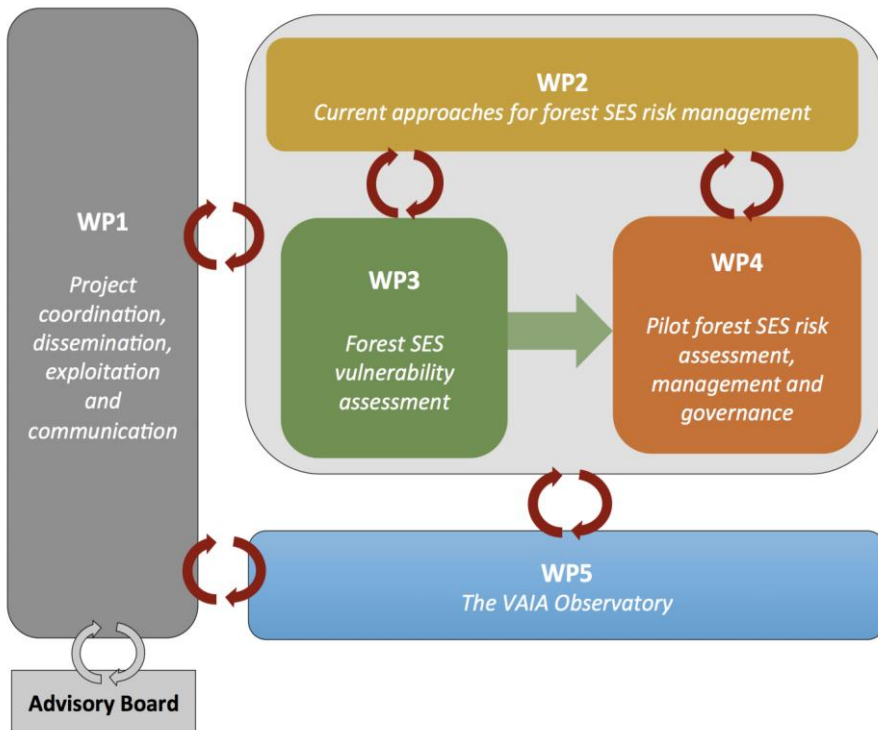 WP1
Project
coordination,
dissemination,
exploitation
and
communication
WP2
Current approaches for forest SES risk management
WP3
Forest SES
vulnerability
assessment
WP4
Pilot forest SES risk
assessment,
management and
governance
WP5
The VAIA Observatory
Advisory Board